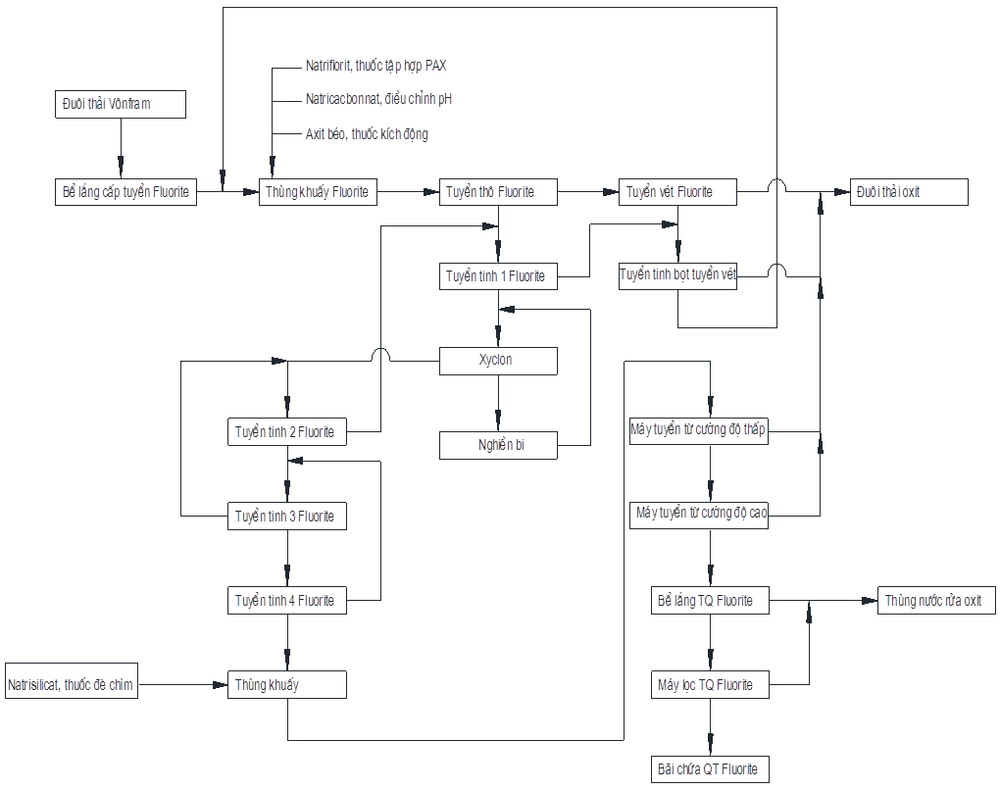 Natriflorit, thuốc tập hợp PAX
Natricacbonnat, điều chỉnh pH
Đuôi thải Vônfram
Axit béo, thuốc kích động
Bể lắng cấp tuyển Fluorite
Thùng khuấy Fluorite
Tuyển thô Fluorite
Tuyển vét Fluorite
Đuôi thải oxit
Tuyển tinh 1 Fluorite
Tuyển tinh bọt tuyển vét
Xyclon
Tuyển tinh 2 Fluorite
Nghiền bi
Máy tuyển từ cường độ thấp
Tuyển tinh 3 Fluorite
Máy tuyển từ cường độ cao
Tuyển tinh 4 Fluorite
Bể lắng TQ Fluorite
Thùng nước rửa oxit
Natrisilicat, thuốc đè chìm
Thùng khuấy
Máy lọc TQ Fluorite
Bãi chứa QT Fluorite